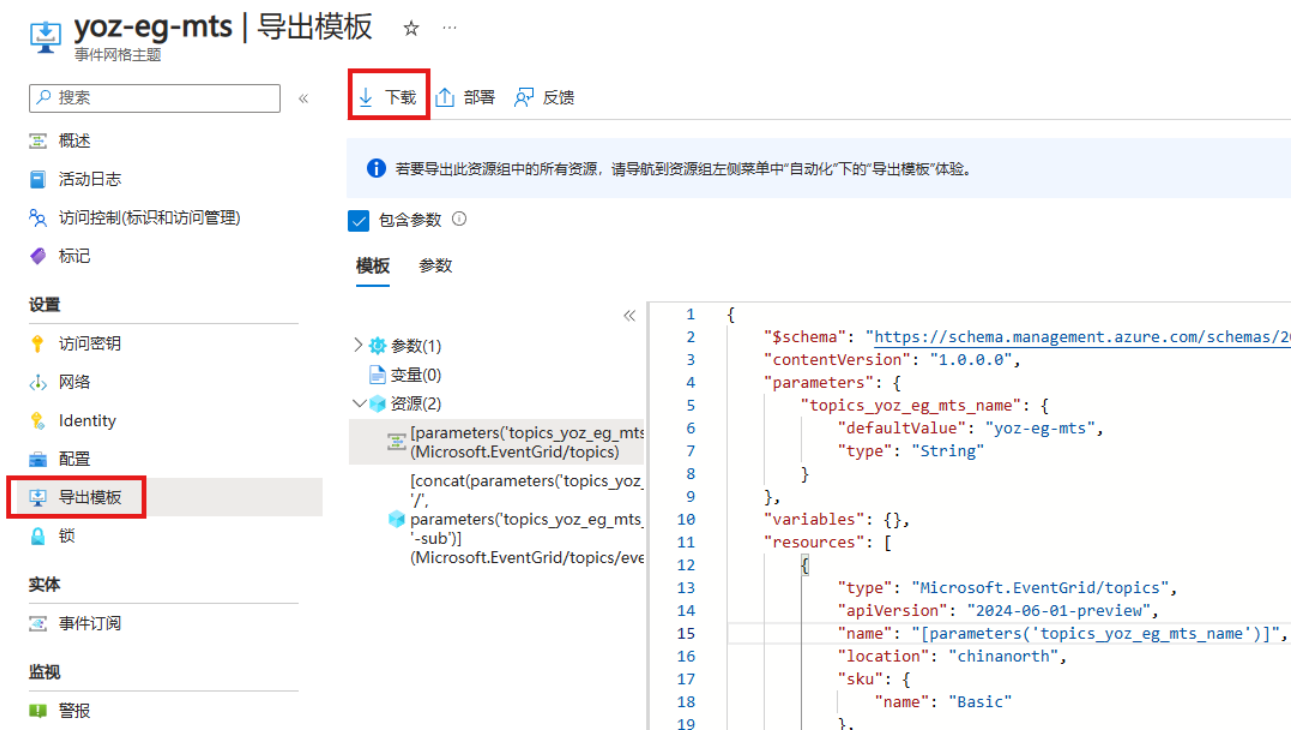 yoz-eg-mts | 导出模板
事件网格主题
搜索
概述
活动日志
访问控制(标识和访问管理)
标记
设置
访问密钥
网络
Identity
配置
导出模板
锁
实体
事件订阅
监视
警报
下载 部署 反馈
若要导出此资源组中的所有资源，请导航到资源组左侧菜单中“自动化”下的“导出模板”体验。
包含参数
模板 参数
参数(1)
变量(0)
资源(2)
[parameters('topics_yoz_eg_mts
(Microsoft.EventGrid/topics)
[concat(parameters('topics_yoz_
'/',
parameters('topics_yoz_eg_mts_
'-sub')]
(Microsoft.EventGrid/topics/eve
1 {
2 "$schema": "https://schema.management.azure.com/schemas/20
3 "contentVersion": "1.0.0.0",
4 "parameters": {
5 "topics_yoz_eg_mts_name": {
6 "defaultValue": "yoz-eg-mts",
7 "type": "String"
8 }
9 },
10 "variables": {},
11 "resources": [
12 {
13 "type": "Microsoft.EventGrid/topics",
14 "apiVersion": "2024-06-01-preview",
15 "name": "[parameters('topics_yoz_eg_mts_name')]",
16 "location": "chinanorth",
17 "sku": {
18 "name": "Basic"
19 },